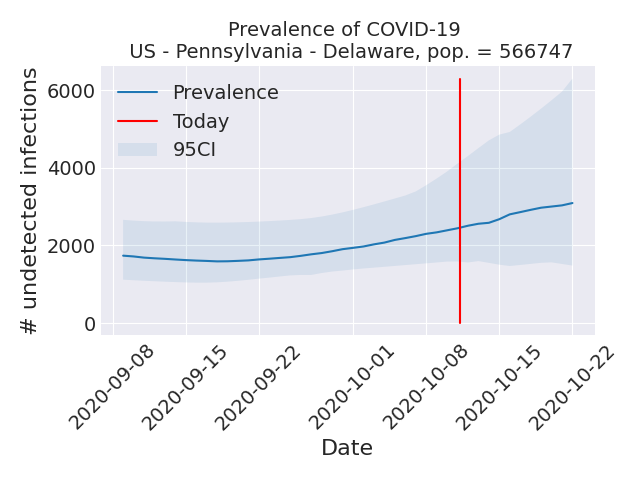 Prevalence of COVID-19
US - Pennsylvania - Delaware, pop. = 566747
# undetected infections
6000
4000
2000
0
Prevalence
Today
95CI
2020-09-08
2020-09-15
2020-09-22
2020-10-01
2020-10-08
2020-10-15
2020-10-22
Date